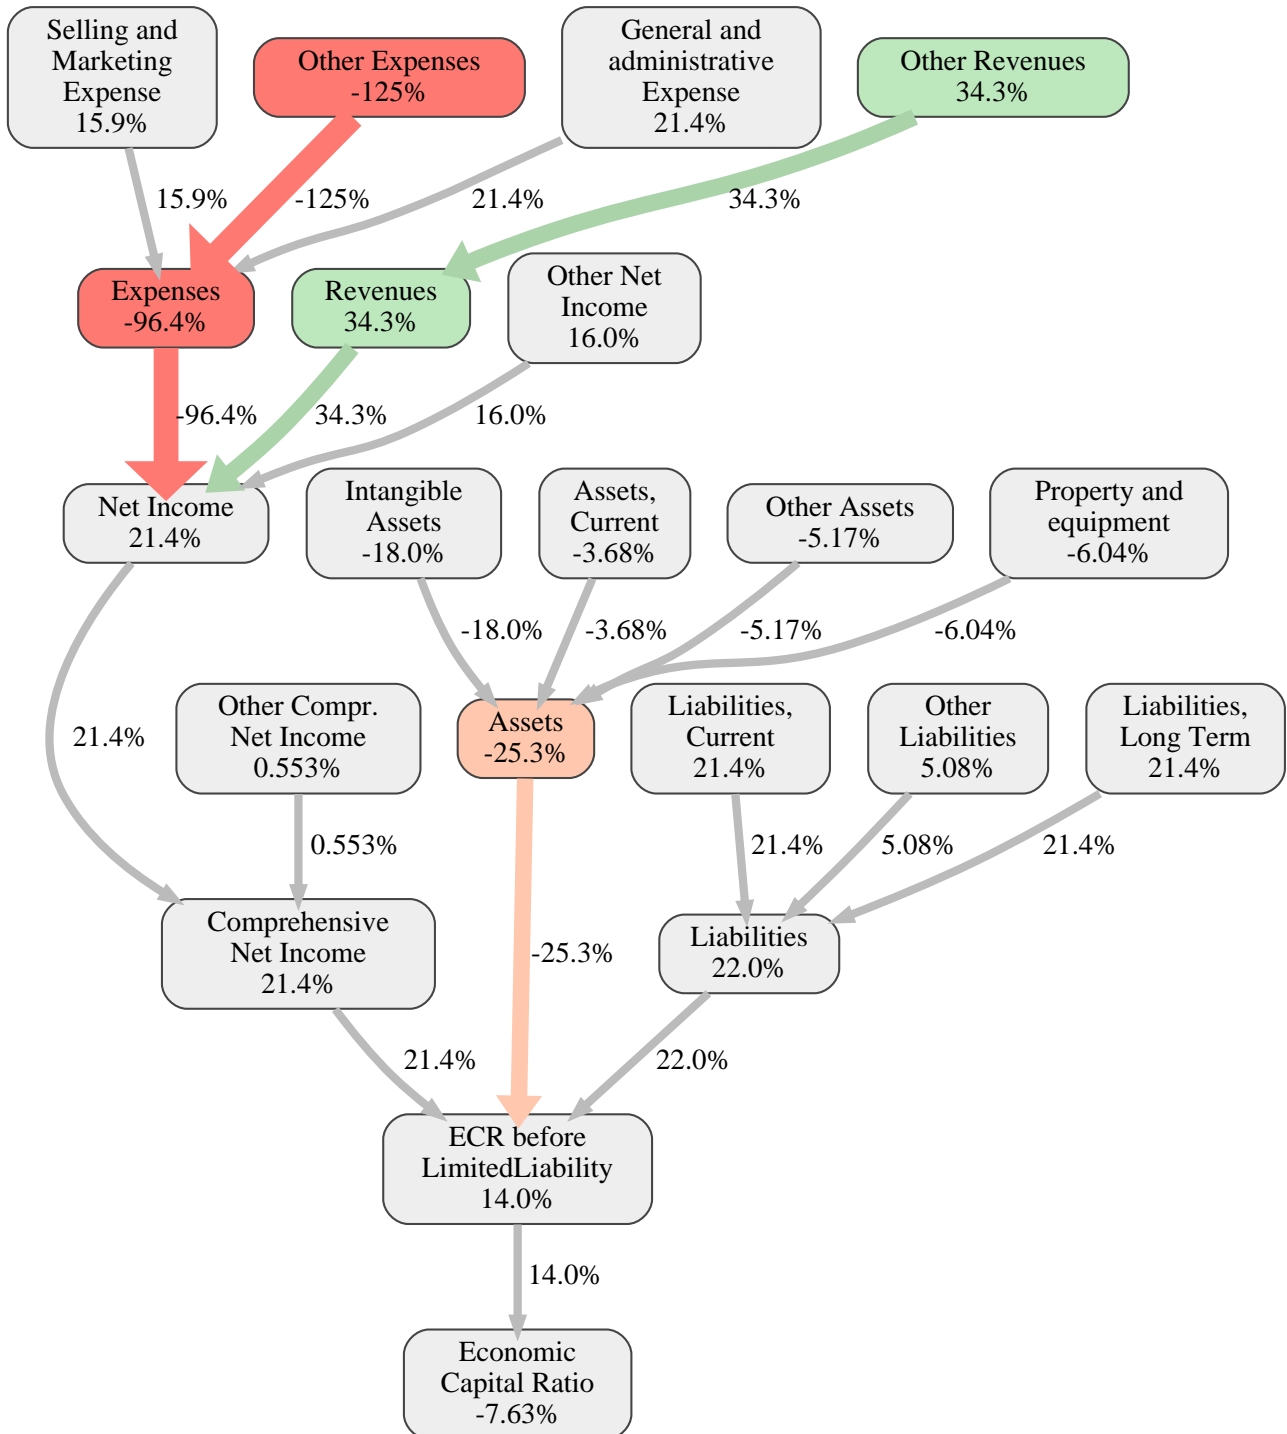 Selling and
Marketing
Expense
15.9%
Other Expenses
-125%
General and
administrative
Expense
21.4%
Other Revenues
34.3%
15.9%
-125%
21.4%
34.3%
Expenses
-96.4%
Revenues
34.3%
Other Net
Income
16.0%
-96.4%
34.3%
16.0%
Net Income
21.4%
Intangible
Assets
-18.0%
Assets,
Current
-3.68%
Other Assets
-5.17%
Property and
equipment
-6.04%
-18.0%
-3.68%
-5.17%
-6.04%
21.4%
Other Compr.
Net Income
0.553%
Assets
-25.3%
Liabilities,
Current
21.4%
Other
Liabilities
5.08%
Liabilities,
Long Term
21.4%
0.553%
21.4%
5.08%
21.4%
Comprehensive
Net Income
21.4%
-25.3%
Liabilities
22.0%
21.4%
22.0%
ECR before
LimitedLiability
14.0%
14.0%
Economic
Capital Ratio
-7.63%